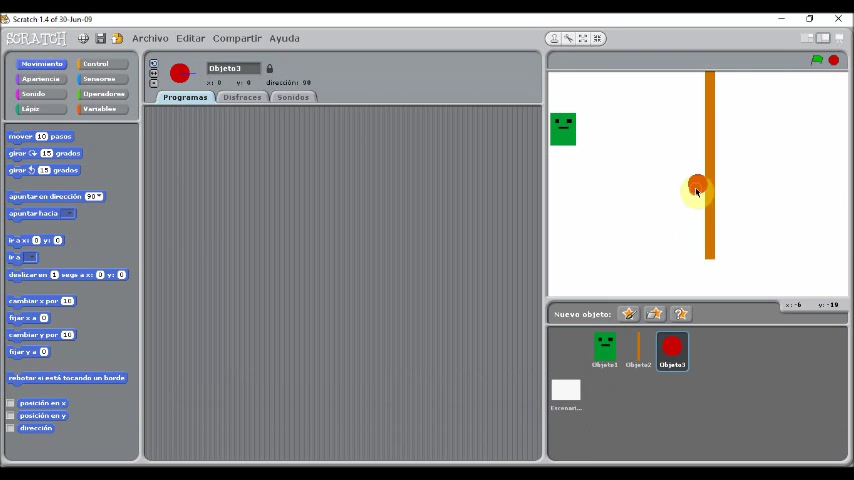 Scratch 1.4 of 30-Jun-09
SCRATCH Archivo Editar Compartir Ayuda
Movimiento Control
Apariencia Sensores
Sonido Operadores
Lápiz Variables
Objeto3
x: 0 y: 0 dirección: 90
Programas Disfraces Sonidos
mover 10 pasos
girar 15 grados
girar 15 grados
apuntar en dirección 90
apuntar hacia
ir a x: 0 y: 0
ir a
deslizar en 1 segs a x: 0 y: 0
cambiar x por 10
fijar x a 0
cambiar y por 10
fijar y a 0
rebotar si está tocando un borde
posición en x
posición en y
dirección
x: -6 y: -19
Nuevo objeto:
Objeto1 Objeto2 Objeto3
Escenari...